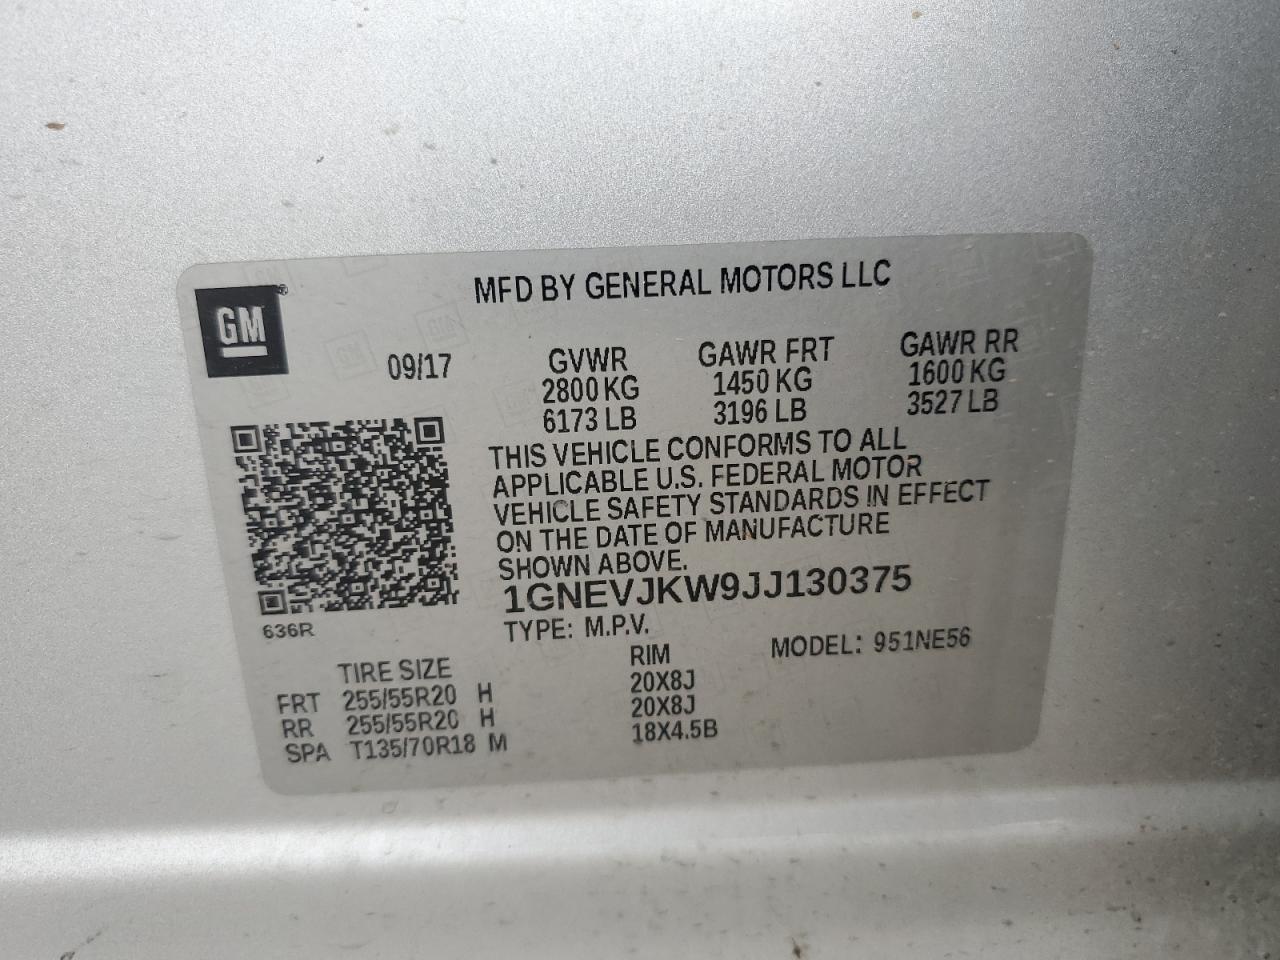 MFD BY GENERAL MOTORS LLC
GM®
09/17 GVWR GAWR FRT GAWR RR
2800 KG 1450 KG 1600 KG
6173 LB 3196 LB 3527 LB
THIS VEHICLE CONFORMS TO ALL
APPLICABLE U.S. FEDERAL MOTOR
VEHICLE SAFETY STANDARDS IN EFFECT
ON THE DATE OF MANUFACTURE
SHOWN ABOVE.
1GNEVJKW9JJ130375
636R
TYPE: M.P.V. MODEL: 951NE56
TIRE SIZE RIM
FRT 255/55R20 H 20X8J
RR 255/55R20 H 20X8J
SPA T135/70R18 M 18X4.5B